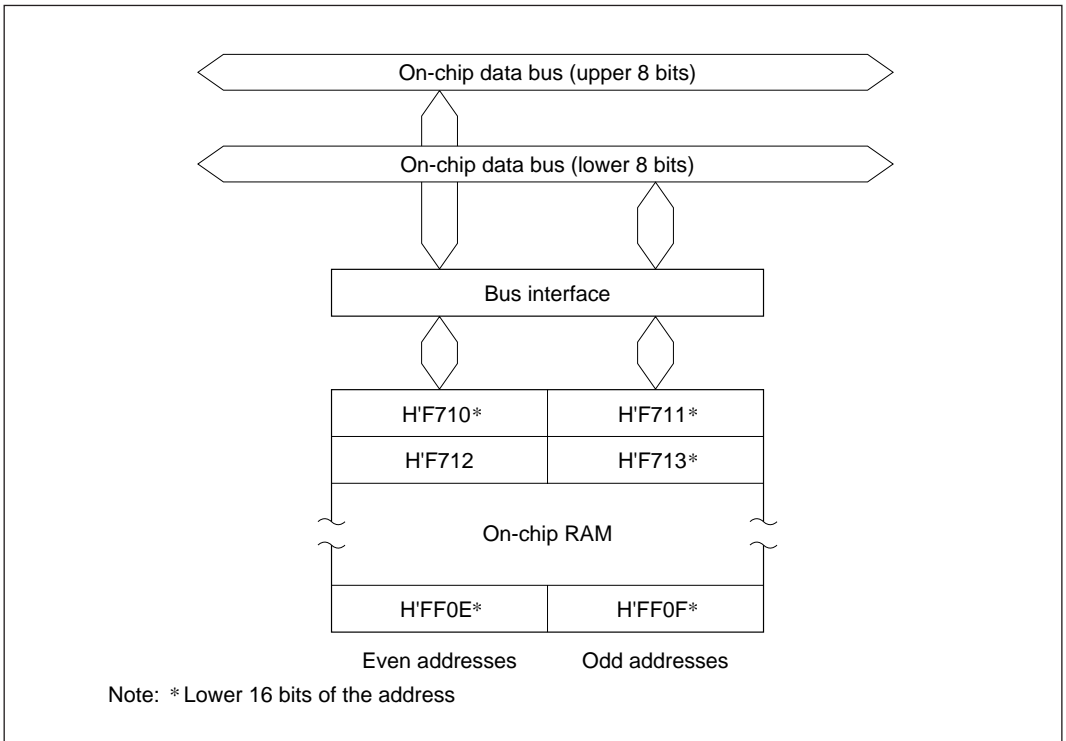 On-chip data bus (upper 8 bits)
On-chip data bus (lower 8 bits)
Bus interface
H'F710* H'F711*
H'F712 H'F713*
On-chip RAM
H'FF0E* H'FF0F*
Even addresses Odd addresses
Note: * Lower 16 bits of the address